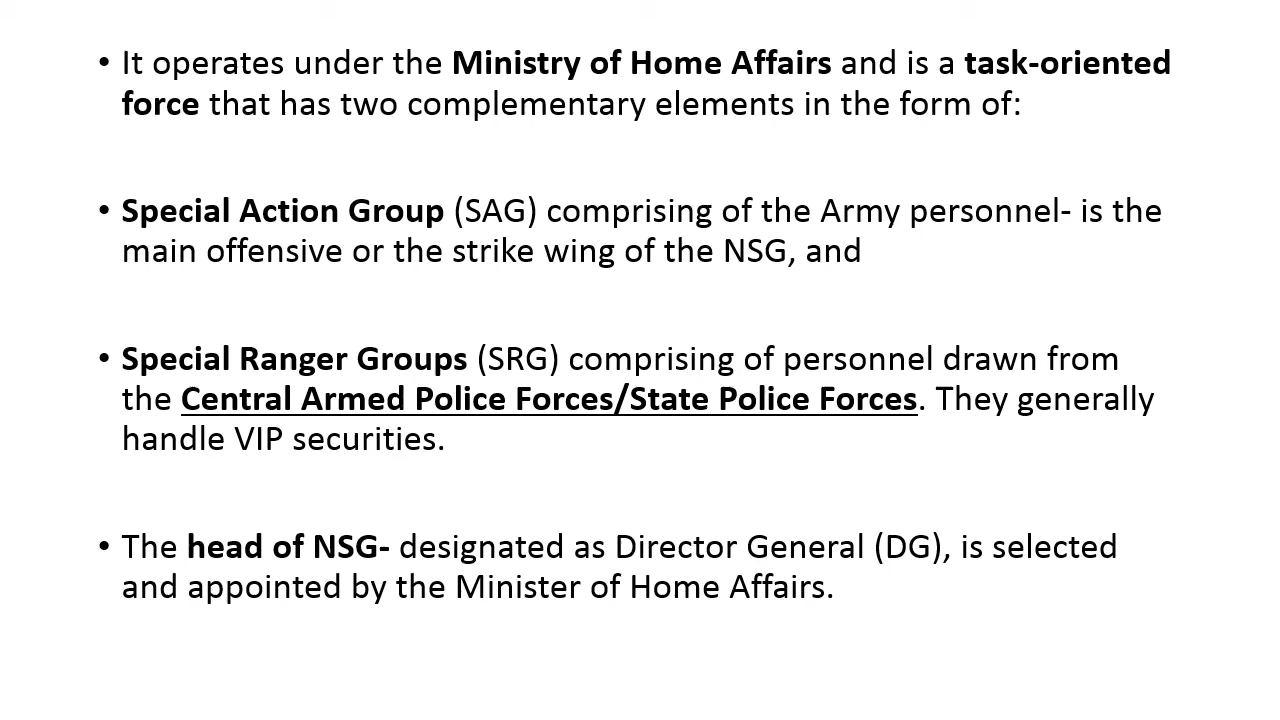 • It operates under the Ministry of Home Affairs and is a task-oriented
force that has two complementary elements in the form of:
• Special Action Group (SAG) comprising of the Army personnel- is the
main offensive or the strike wing of the NSG, and
• Special Ranger Groups (SRG) comprising of personnel drawn from
the Central Armed Police Forces/State Police Forces. They generally
handle VIP securities.
• The head of NSG- designated as Director General (DG), is selected
and appointed by the Minister of Home Affairs.